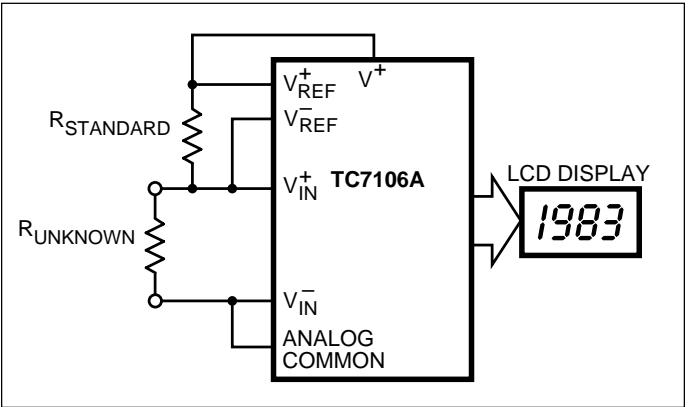 V+
V+REF
V−REF
RSTANDARD
V+IN
TC7106A
LCD DISPLAY
1983
RUNKNOWN
V−IN
ANALOG
COMMON